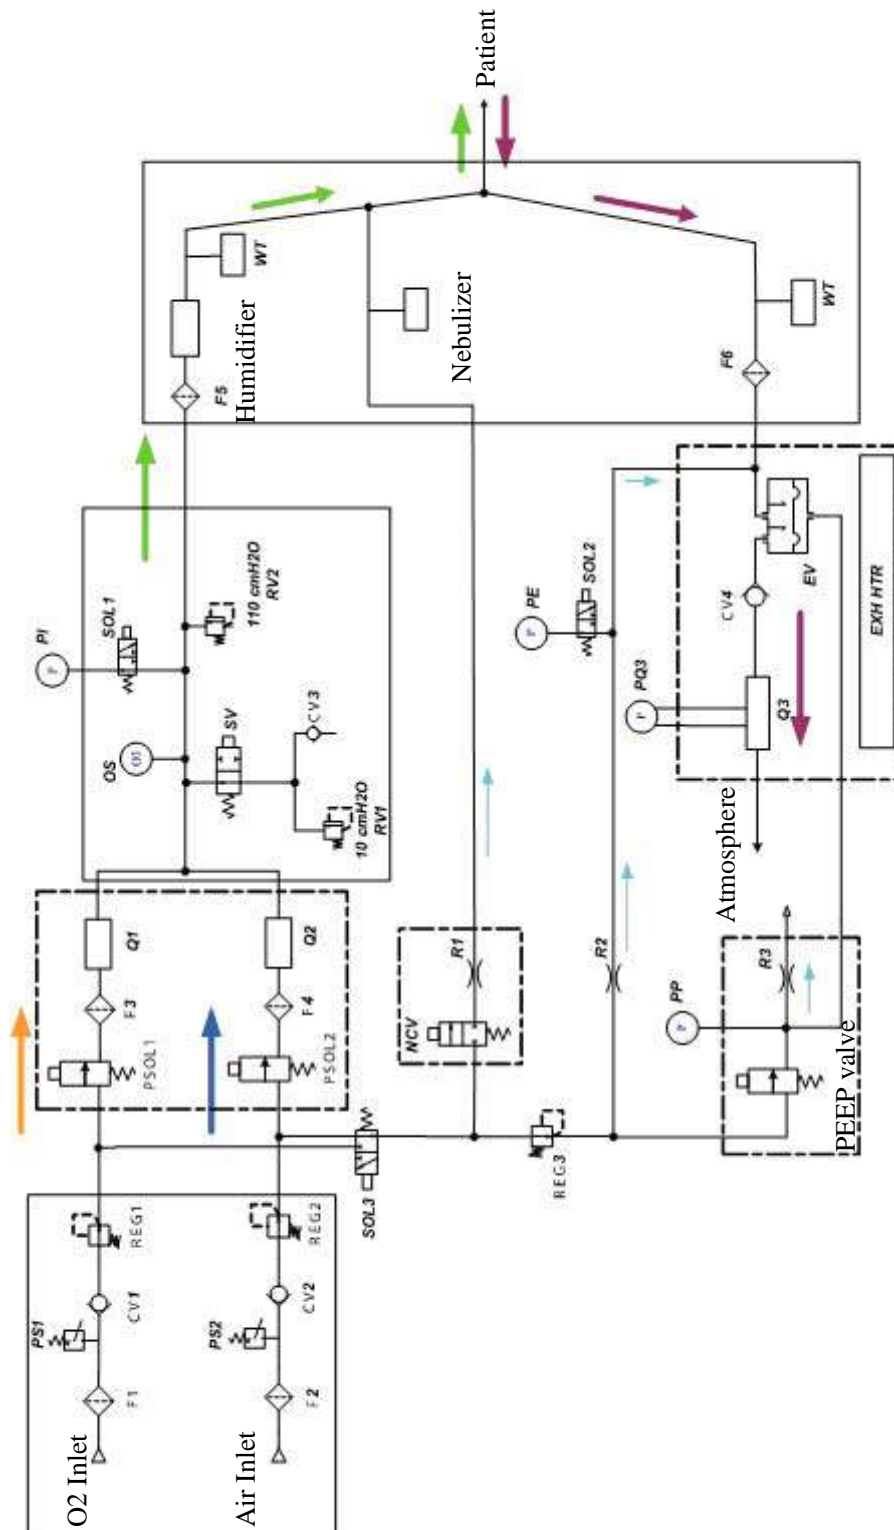 O2 Inlet
F1
PS1
CV1
REG1
Air Inlet
F2
PS2
CV2
REG2
SOL3
PSOL1
F3
Q1
PSOL2
F4
Q2
OS
OS
PI
P
SOL1
SV
10 cmH2O
RV1
CV3
110 cmH2O
RV2
F5
Humidifier
WT
Nebulizer
Patient
WT
F6
NCV
R1
REG3
R2
PE
P
SOL2
PQ3
P
Q3
CV4
EV
EXH HTR
Atmosphere
PP
P
R3
PEEP valve